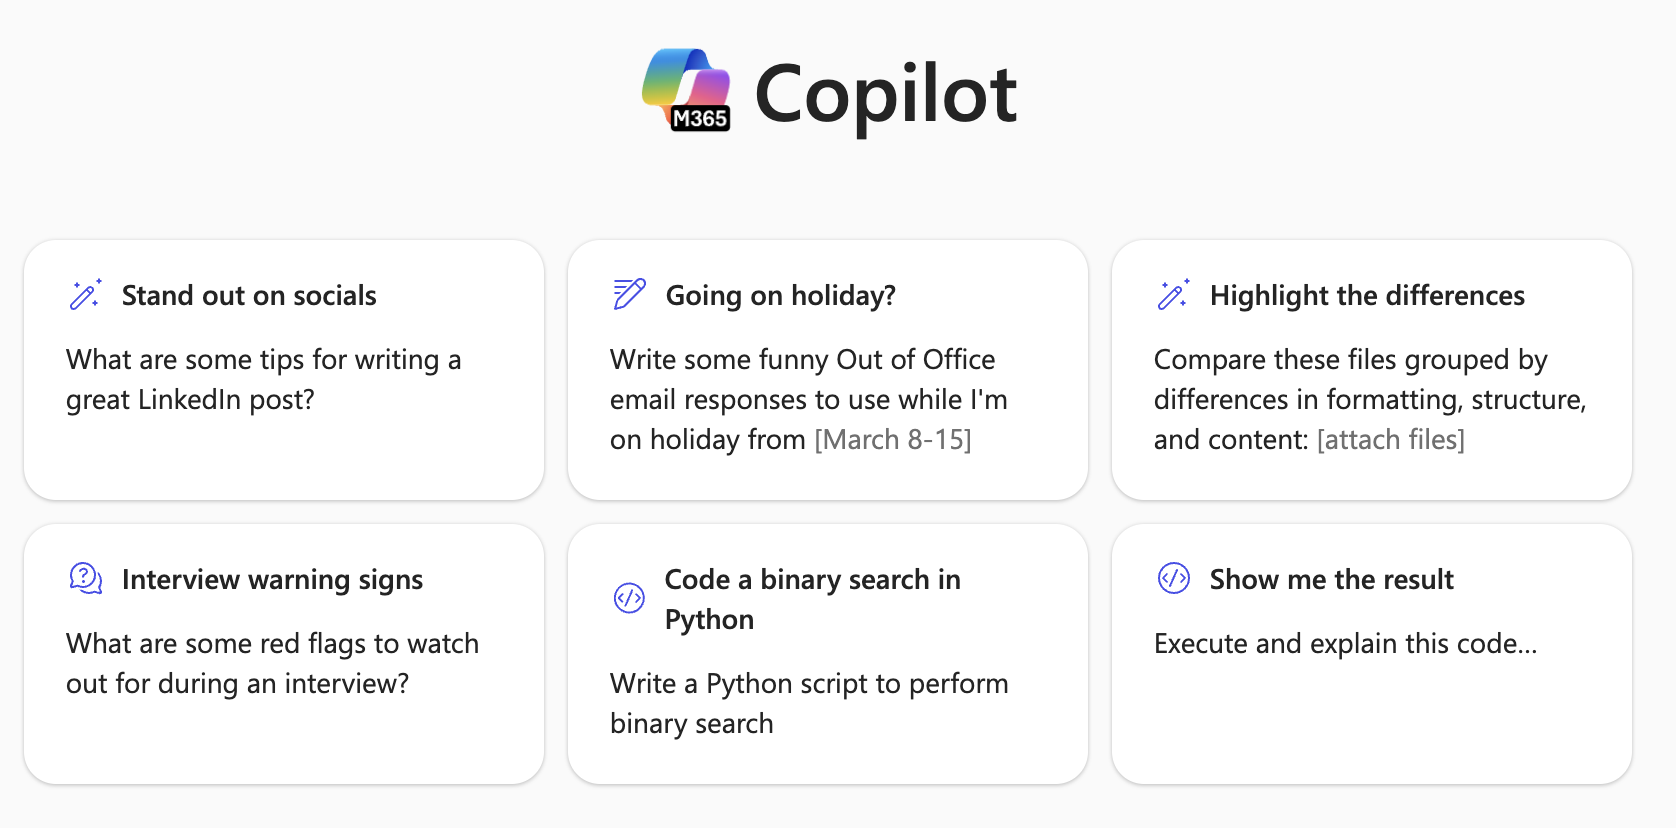 M365
Copilot
Stand out on socials
What are some tips for writing a
great LinkedIn post?
Going on holiday?
Write some funny Out of Office
email responses to use while I'm
on holiday from [March 8-15]
Highlight the differences
Compare these files grouped by
differences in formatting, structure,
and content: [attach files]
Interview warning signs
What are some red flags to watch
out for during an interview?
Code a binary search in
Python
Write a Python script to perform
binary search
Show me the result
Execute and explain this code...